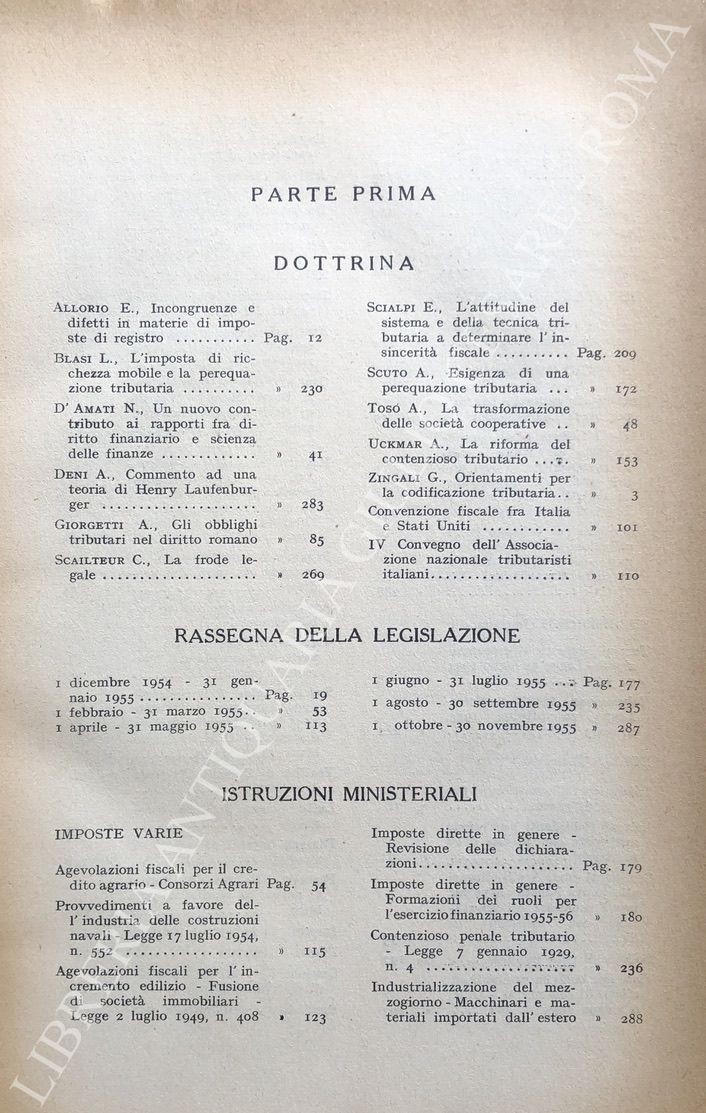 PARTE PRIMA
DOTTRINA
ALLORIO E., Incongruenze e
difetti in materie di impo-
ste di registro ........... Pag. 12
BLASI L., L'imposta di ric-
chezza mobile e la perequa-
zione tributaria .......... » 230
D' AMATI N., Un nuovo con-
tributo ai rapporti fra di-
ritto finanziario e scienza
delle finanze ............. » 41
DENI A., Commento ad una
teoria di Henry Laufenbur-
ger ...................... » 283
GIORGETTI A., Gli obblighi
tributari nel diritto romano » 85
SCAILTEUR C., La frode le-
gale ..................... » 269
SCIALPI E., L'attitudine del
sistema e della tecnica tri-
butaria a determinare l' in-
sincerità fiscale .......... Pag. 209
SCUTO A., Esigenza di una
perequazione tributaria ... » 172
TOSO A., La trasformazione
delle società cooperative .. » 48
UCKMAR A., La riforma del
contenzioso tributario ..... » 153
ZINGALI G., Orientamenti per
la codificazione tributaria.. » 3
Convenzione fiscale fra Italia
e Stati Uniti ............ » 101
IV Convegno dell' Associa-
zione nazionale tributaristi
italiani................... » 110
RASSEGNA DELLA LEGISLAZIONE
1 dicembre 1954 - 31 gen-
naio 1955 ................ Pag. 19
1 febbraio - 31 marzo 1955.. » 53
1 aprile - 31 maggio 1955 .. » 113
1 giugno - 31 luglio 1955 ... Pag. 177
1 agosto - 30 settembre 1955 » 235
1 ottobre - 30 novembre 1955 » 287
ISTRUZIONI MINISTERIALI
IMPOSTE VARIE
Agevolazioni fiscali per il cre-
dito agrario - Consorzi Agrari Pag. 54
Provvedimenti a favore del-
l' industria delle costruzioni
navali - Legge 17 luglio 1954,
n. 552 .................. » 115
Agevolazioni fiscali per l' in-
cremento edilizio - Fusione
di società immobiliari -
Legge 2 luglio 1949, n. 408 » 123
Imposte dirette in genere -
Revisione delle dichiara-
zioni..................... Pag. 179
Imposte dirette in genere -
Formazioni dei ruoli per
l'esercizio finanziario 1955-56 » 180
Contenzioso penale tributario
- Legge 7 gennaio 1929,
n. 4 ................... » 236
Industrializzazione del mez-
zogiorno - Macchinari e ma-
teriali importati dall' estero » 288